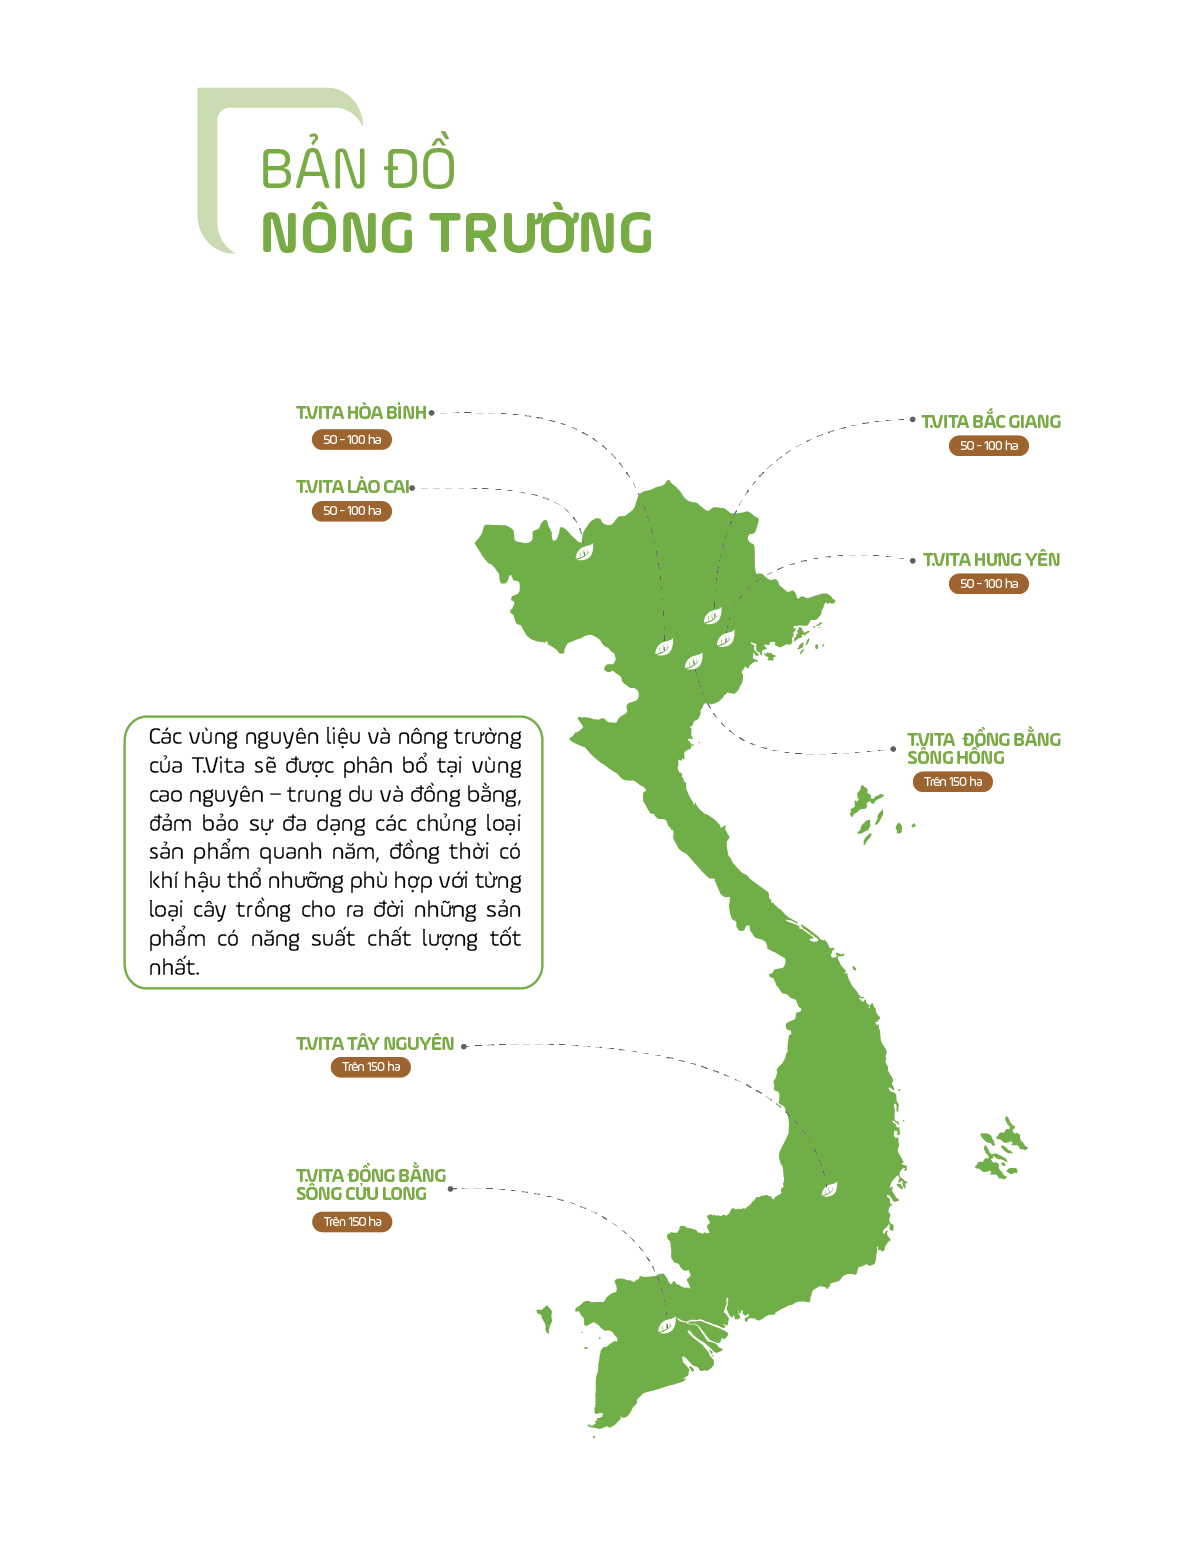 BẢN ĐỒ
NÔNG TRƯỜNG
T.VITA HÒA BÌNH
50 - 100 ha
T.VITA LÀO CAI
50 - 100 ha
T.VITA BẮC GIANG
50 - 100 ha
T.VITA HƯNG YÊN
50 - 100 ha
T.VITA ĐỒNG BẰNG
SÔNG HỒNG
Trên 150 ha
Các vùng nguyên liệu và nông trường
của T.Vita sẽ được phân bổ tại vùng
cao nguyên – trung du và đồng bằng,
đảm bảo sự đa dạng các chủng loại
sản phẩm quanh năm, đồng thời có
khí hậu thổ nhưỡng phù hợp với từng
loại cây trồng cho ra đời những sản
phẩm có năng suất chất lượng tốt
nhất.
T.VITA TÂY NGUYÊN
Trên 150 ha
T.VITA ĐỒNG BẰNG
SÔNG CỬU LONG
Trên 150 ha